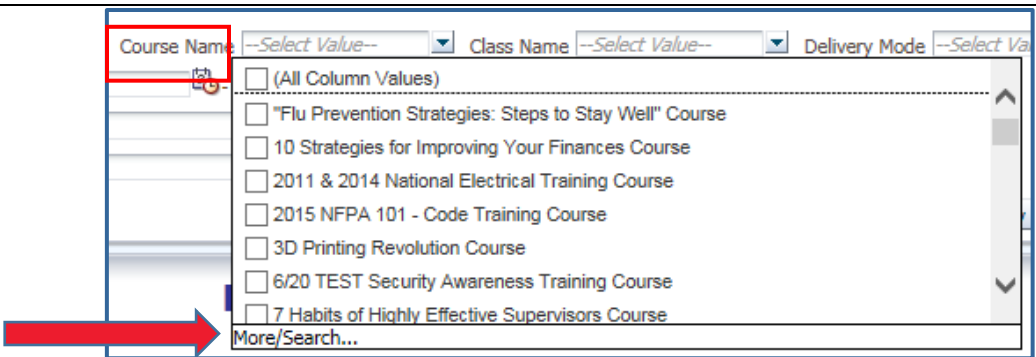 Course Name --Select Value-- Class Name --Select Value-- Delivery Mode --Select
(All Column Values)
"Flu Prevention Strategies: Steps to Stay Well" Course
10 Strategies for Improving Your Finances Course
2011 & 2014 National Electrical Training Course
2015 NFPA 101 - Code Training Course
3D Printing Revolution Course
6/20 TEST Security Awareness Training Course
7 Habits of Highly Effective Supervisors Course
More/Search...